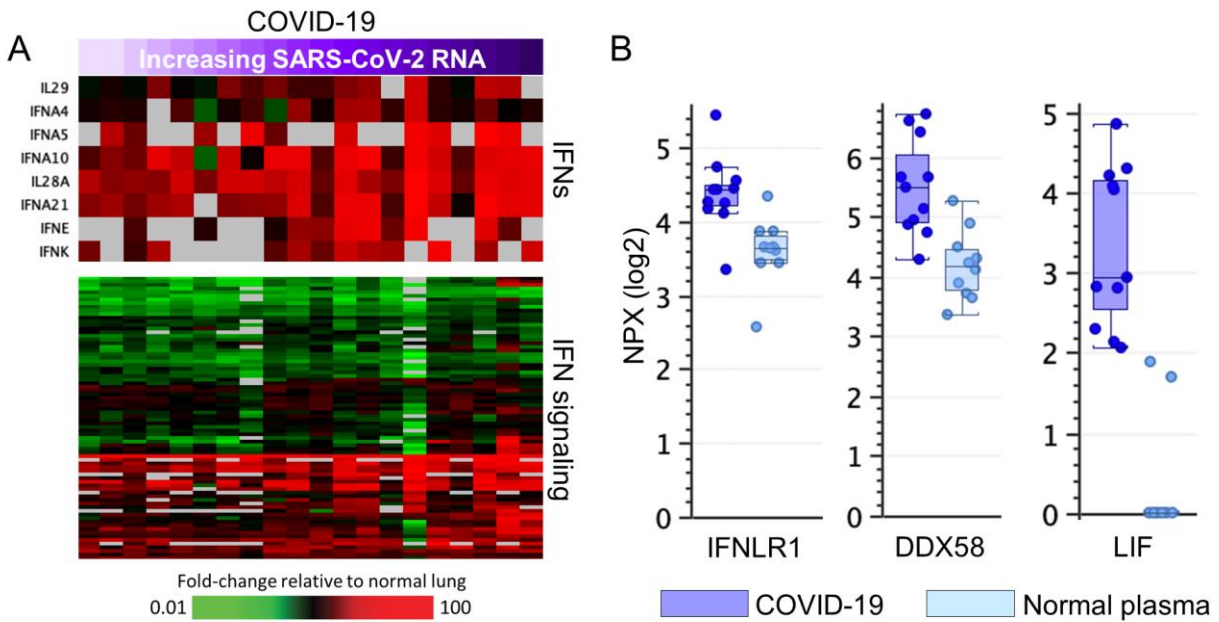 A
COVID-19
Increasing SARS-CoV-2 RNA
IL29
IFNA4
IFNA5
IFNA10
IL28A
IFNA21
IFNE
IFNK
IFNs
IFN signaling
Fold-change relative to normal lung
0.01
100
B
NPX (log2)
5
4
3
2
1
0
IFNLR1
6
5
4
3
2
1
0
DDX58
5
4
3
2
1
0
LIF
COVID-19
Normal plasma